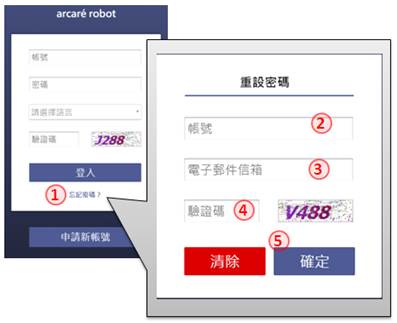 arcaré robot
帳號
密碼
請選擇語言
驗證碼 J288
登入
① 忘記密碼？
申請新帳號
重設密碼
帳號 ②
電子郵件信箱 ③
驗證碼 ④ V488
⑤
清除 確定